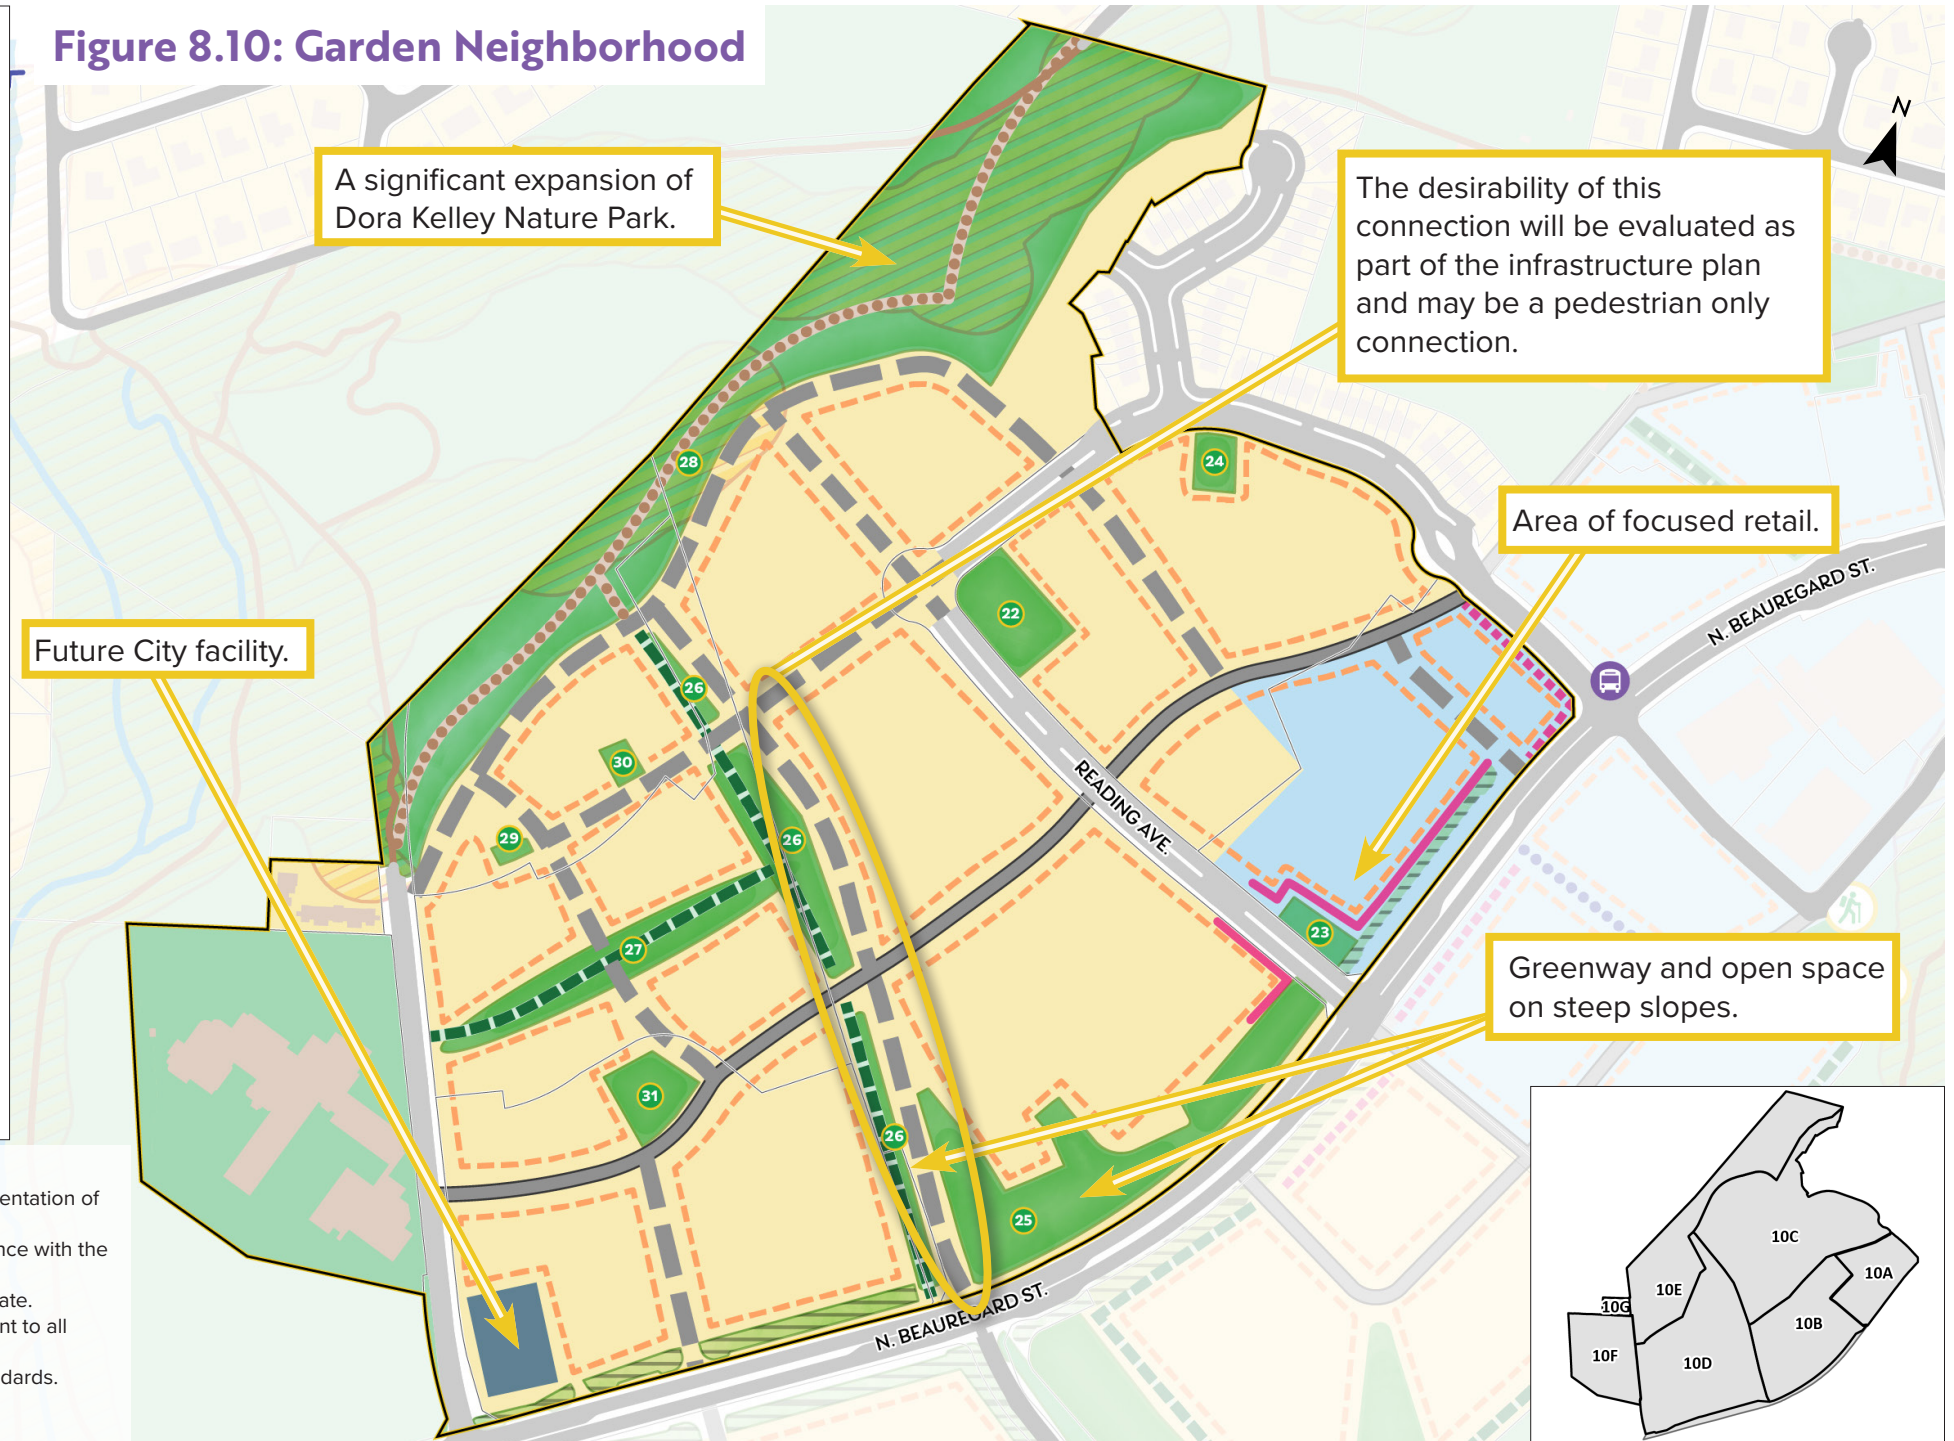 Figure 8.10: Garden Neighborhood
N
A significant expansion of
Dora Kelley Nature Park.
The desirability of this
connection will be evaluated as
part of the infrastructure plan
and may be a pedestrian only
connection.
28
24
Area of focused retail.
N. BEAUREGARD ST.
22
Future City facility.
26
30
READING AVE.
29
26
27
23
Greenway and open space
on steep slopes.
31
26
25
N. BEAUREGARD ST.
entation of
nce with the
ate.
nt to all
dards.
10C
10A
10E
10G
10B
10F
10D